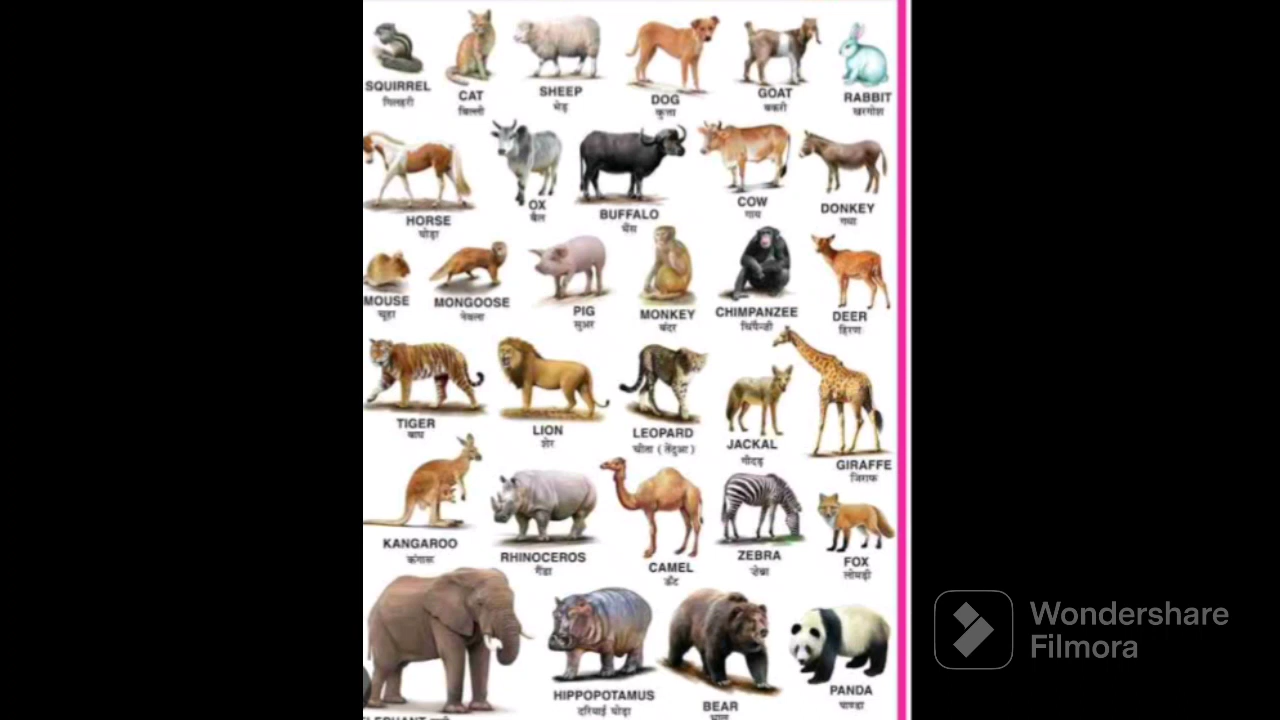 SQUIRREL
गिलहरी
CAT
बिल्ली
SHEEP
भेड़
DOG
कुत्ता
GOAT
बकरी
RABBIT
खरगोश
HORSE
घोड़ा
OX
बैल
BUFFALO
भैंस
COW
गाय
DONKEY
गधा
MOUSE
चूहा
MONGOOSE
नेवला
PIG
सुअर
MONKEY
बंदर
CHIMPANZEE
चिंपैन्ज़ी
DEER
हिरण
TIGER
बाघ
LION
शेर
LEOPARD
चीता ( तेंदुआ )
JACKAL
गीदड़
GIRAFFE
जिराफ
KANGAROO
कंगारू
RHINOCEROS
गैंडा
CAMEL
ऊँट
ZEBRA
ज़ेब्रा
FOX
लोमड़ी
HIPPOPOTAMUS
दरियाई घोड़ा
BEAR
PANDA
पाण्डा
Wondershare
Filmora